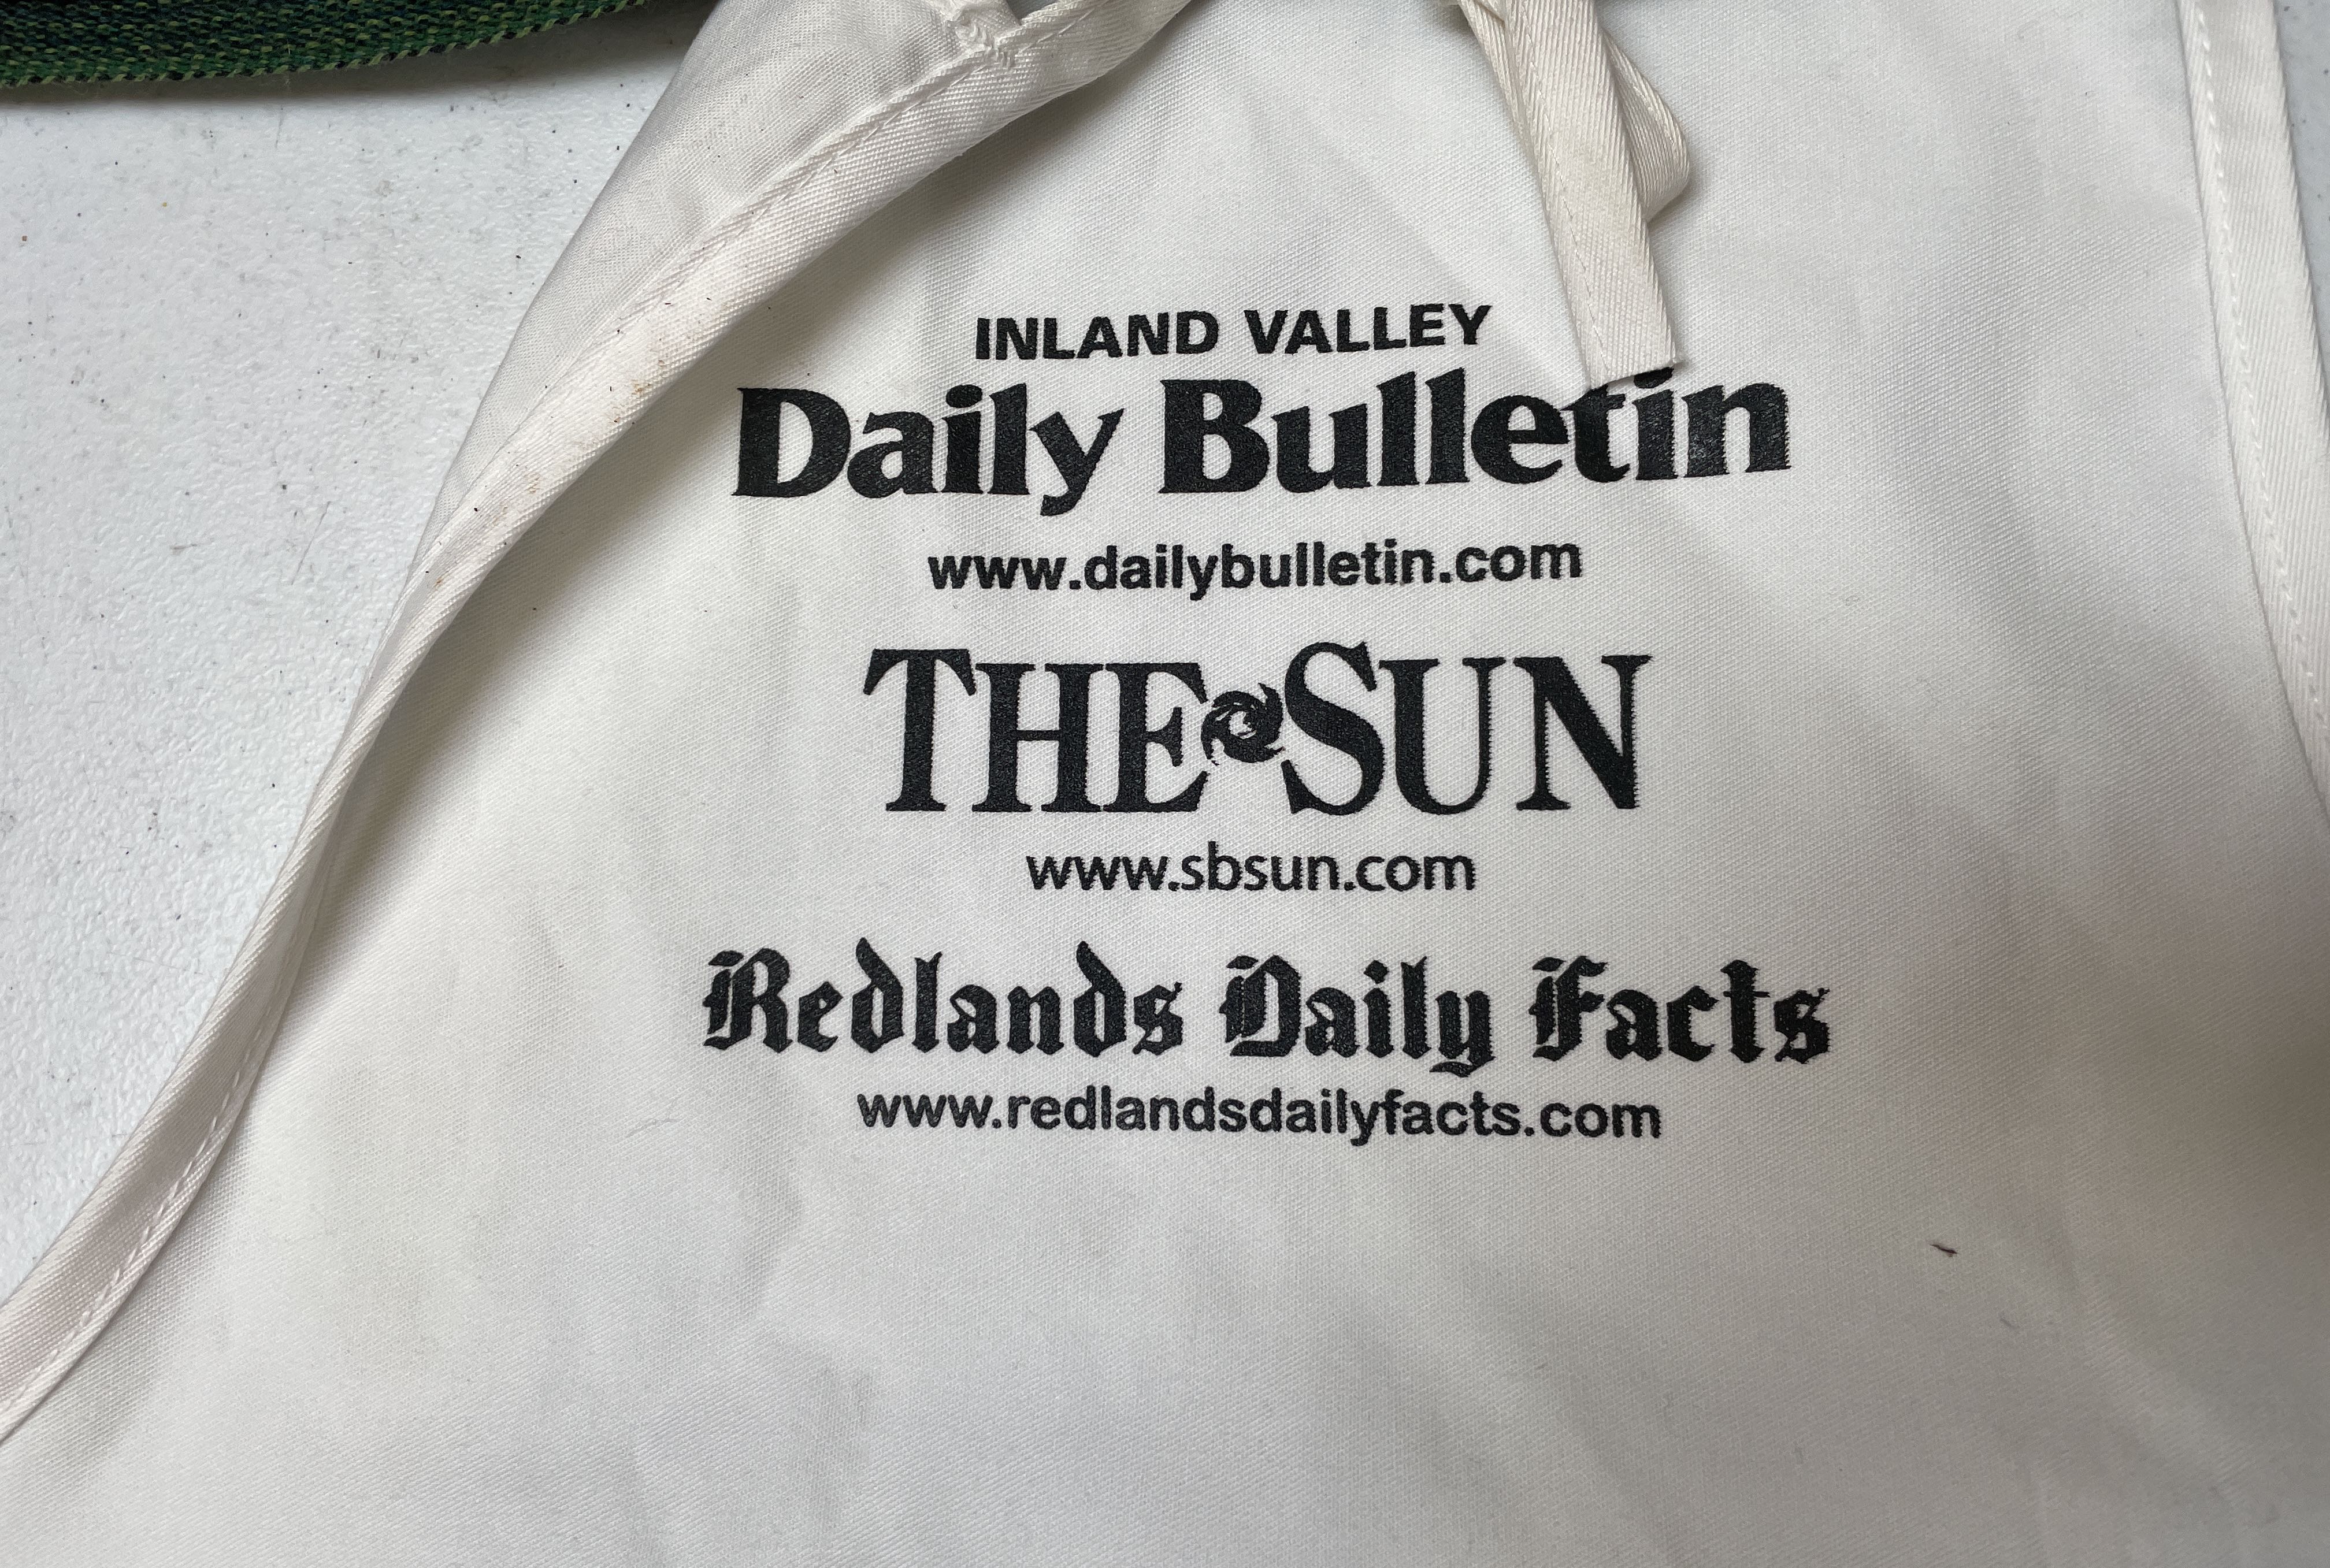 INLAND VALLEY
Daily Bulletin
www.dailybulletin.com
THE SUN
www.sbsun.com
Redlands Daily Facts
www.redlandsdailyfacts.com